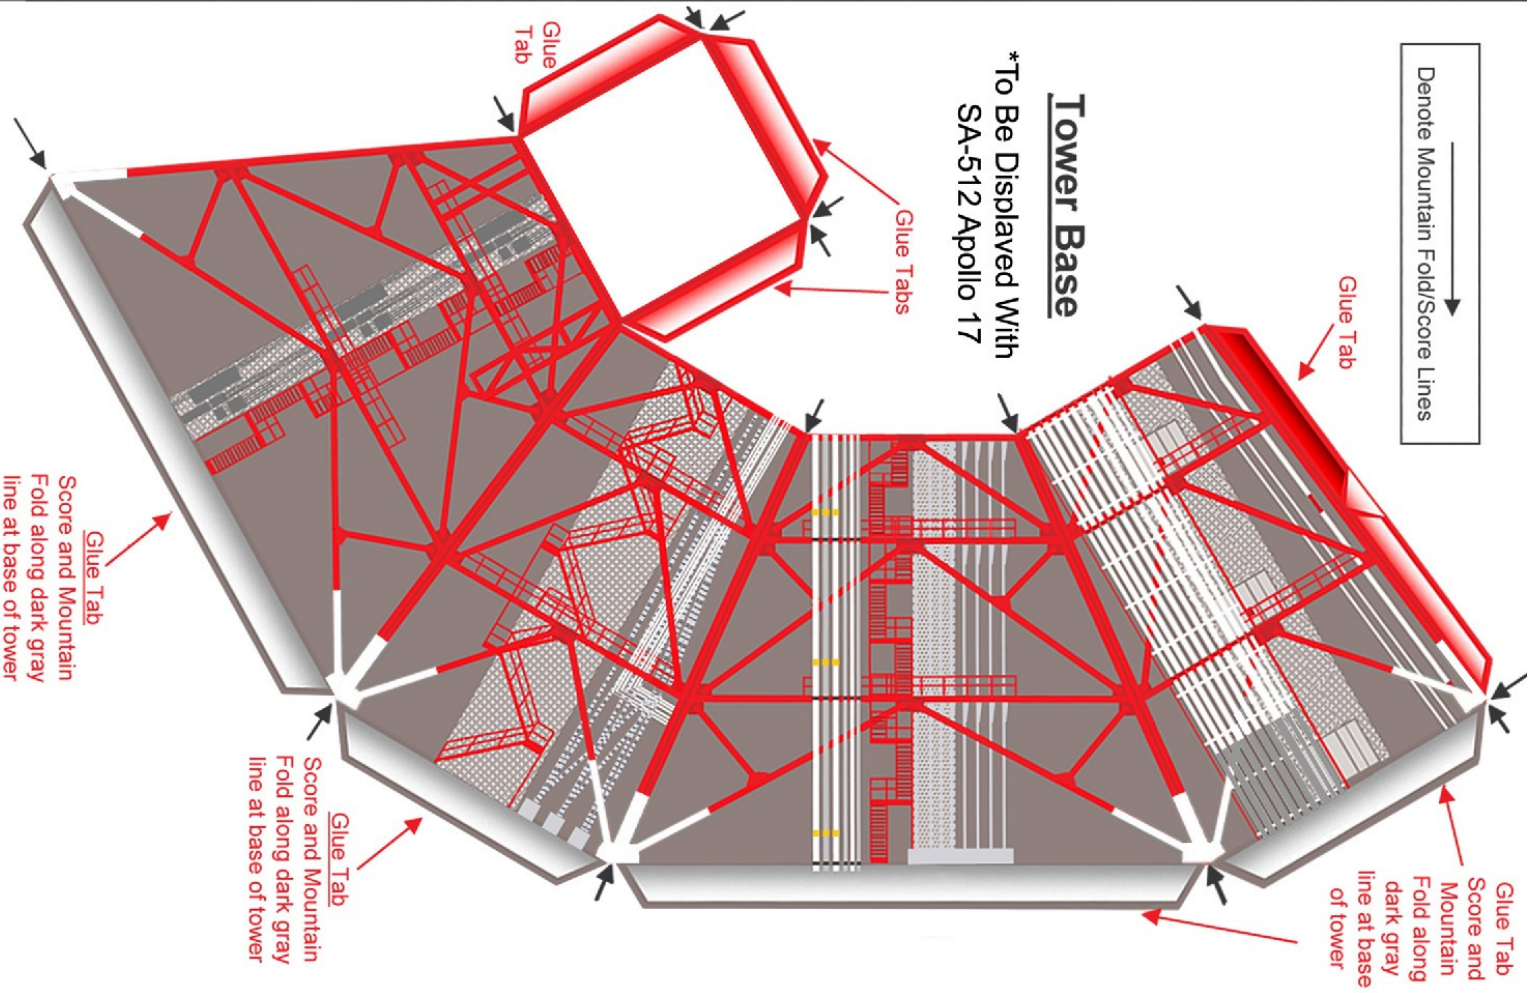 Denote Mountain Fold/Score Lines
Glue Tab
Score and
Mountain
Fold along
dark gray
line at base
of tower
Glue Tab
Tower Base
*To Be Displayed With
SA-512 Apollo 17
Glue Tabs
Glue
Tab
Glue Tab
Score and Mountain
Fold along dark gray
line at base of tower
Glue Tab
Score and Mountain
Fold along dark gray
line at base of tower